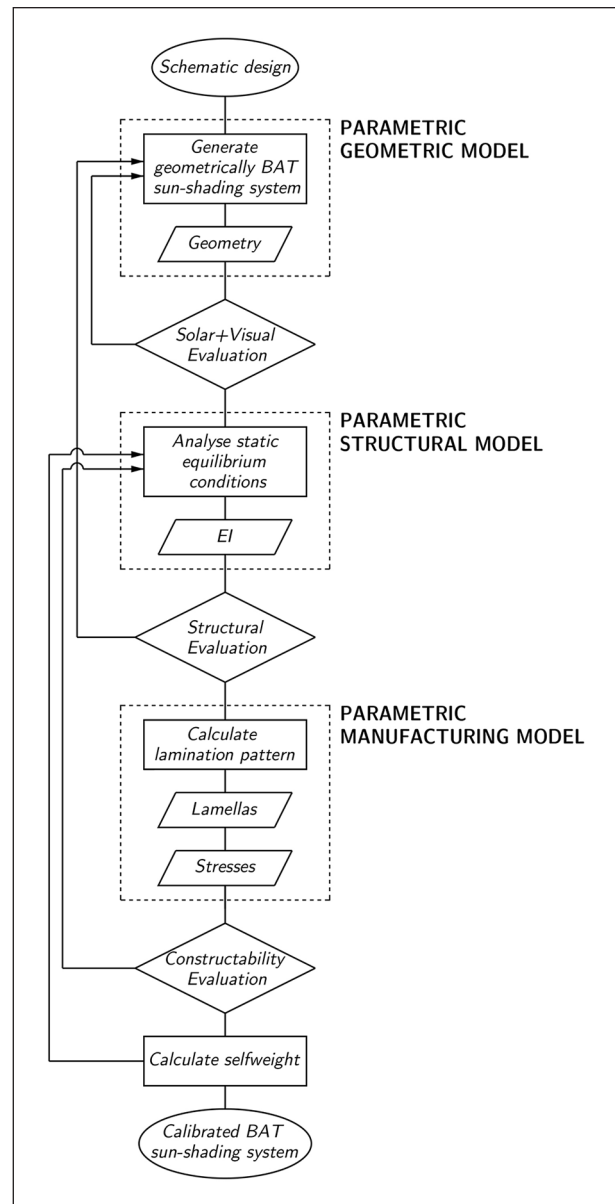 Schematic design
PARAMETRIC
GEOMETRIC MODEL
Generate
geometrically BAT
sun-shading system
Geometry
Solar+Visual
Evaluation
PARAMETRIC
STRUCTURAL MODEL
Analyse static
equilibrium
conditions
EI
Structural
Evaluation
PARAMETRIC
MANUFACTURING MODEL
Calculate
lamination pattern
Lamellas
Stresses
Constructability
Evaluation
Calculate selfweight
Calibrated BAT
sun-shading system